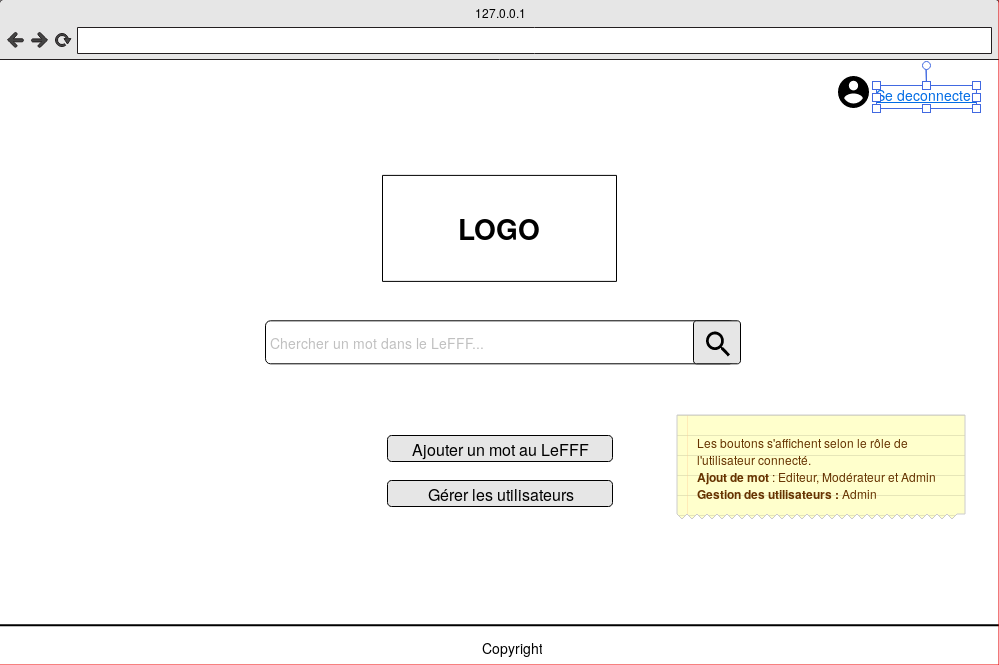 127.0.0.1
Se deconnecte
LOGO
Chercher un mot dans le LeFFF...
Ajouter un mot au LeFFF
Gérer les utilisateurs
Les boutons s'affichent selon le rôle de
l'utilisateur connecté.
Ajout de mot : Editeur, Modérateur et Admin
Gestion des utilisateurs : Admin
Copyright